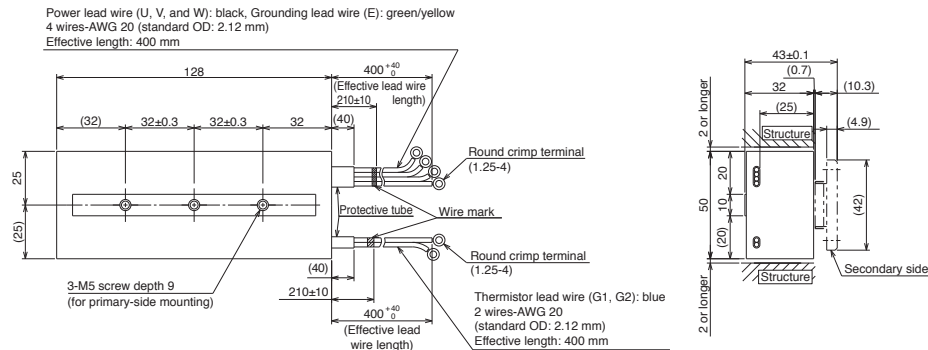 Power lead wire (U, V, and W): black, Grounding lead wire (E): green/yellow
4 wires-AWG 20 (standard OD: 2.12 mm)
Effective length: 400 mm
128
400 +40 0
(Effective lead wire length)
210±10
(32)
32±0.3
32±0.3
32
(40)
25
(25)
Round crimp terminal
(1.25-4)
Protective tube
Wire mark
Round crimp terminal
(1.25-4)
(40)
210±10
400 +40 0
(Effective lead
wire length)
3-M5 screw depth 9
(for primary-side mounting)
Thermistor lead wire (G1, G2): blue
2 wires-AWG 20
(standard OD: 2.12 mm)
Effective length: 400 mm
43±0.1
(0.7)
32
(10.3)
(25)
(4.9)
2 or longer
Structure
50
20
10
(20)
(42)
Secondary side
Structure
2 or longer